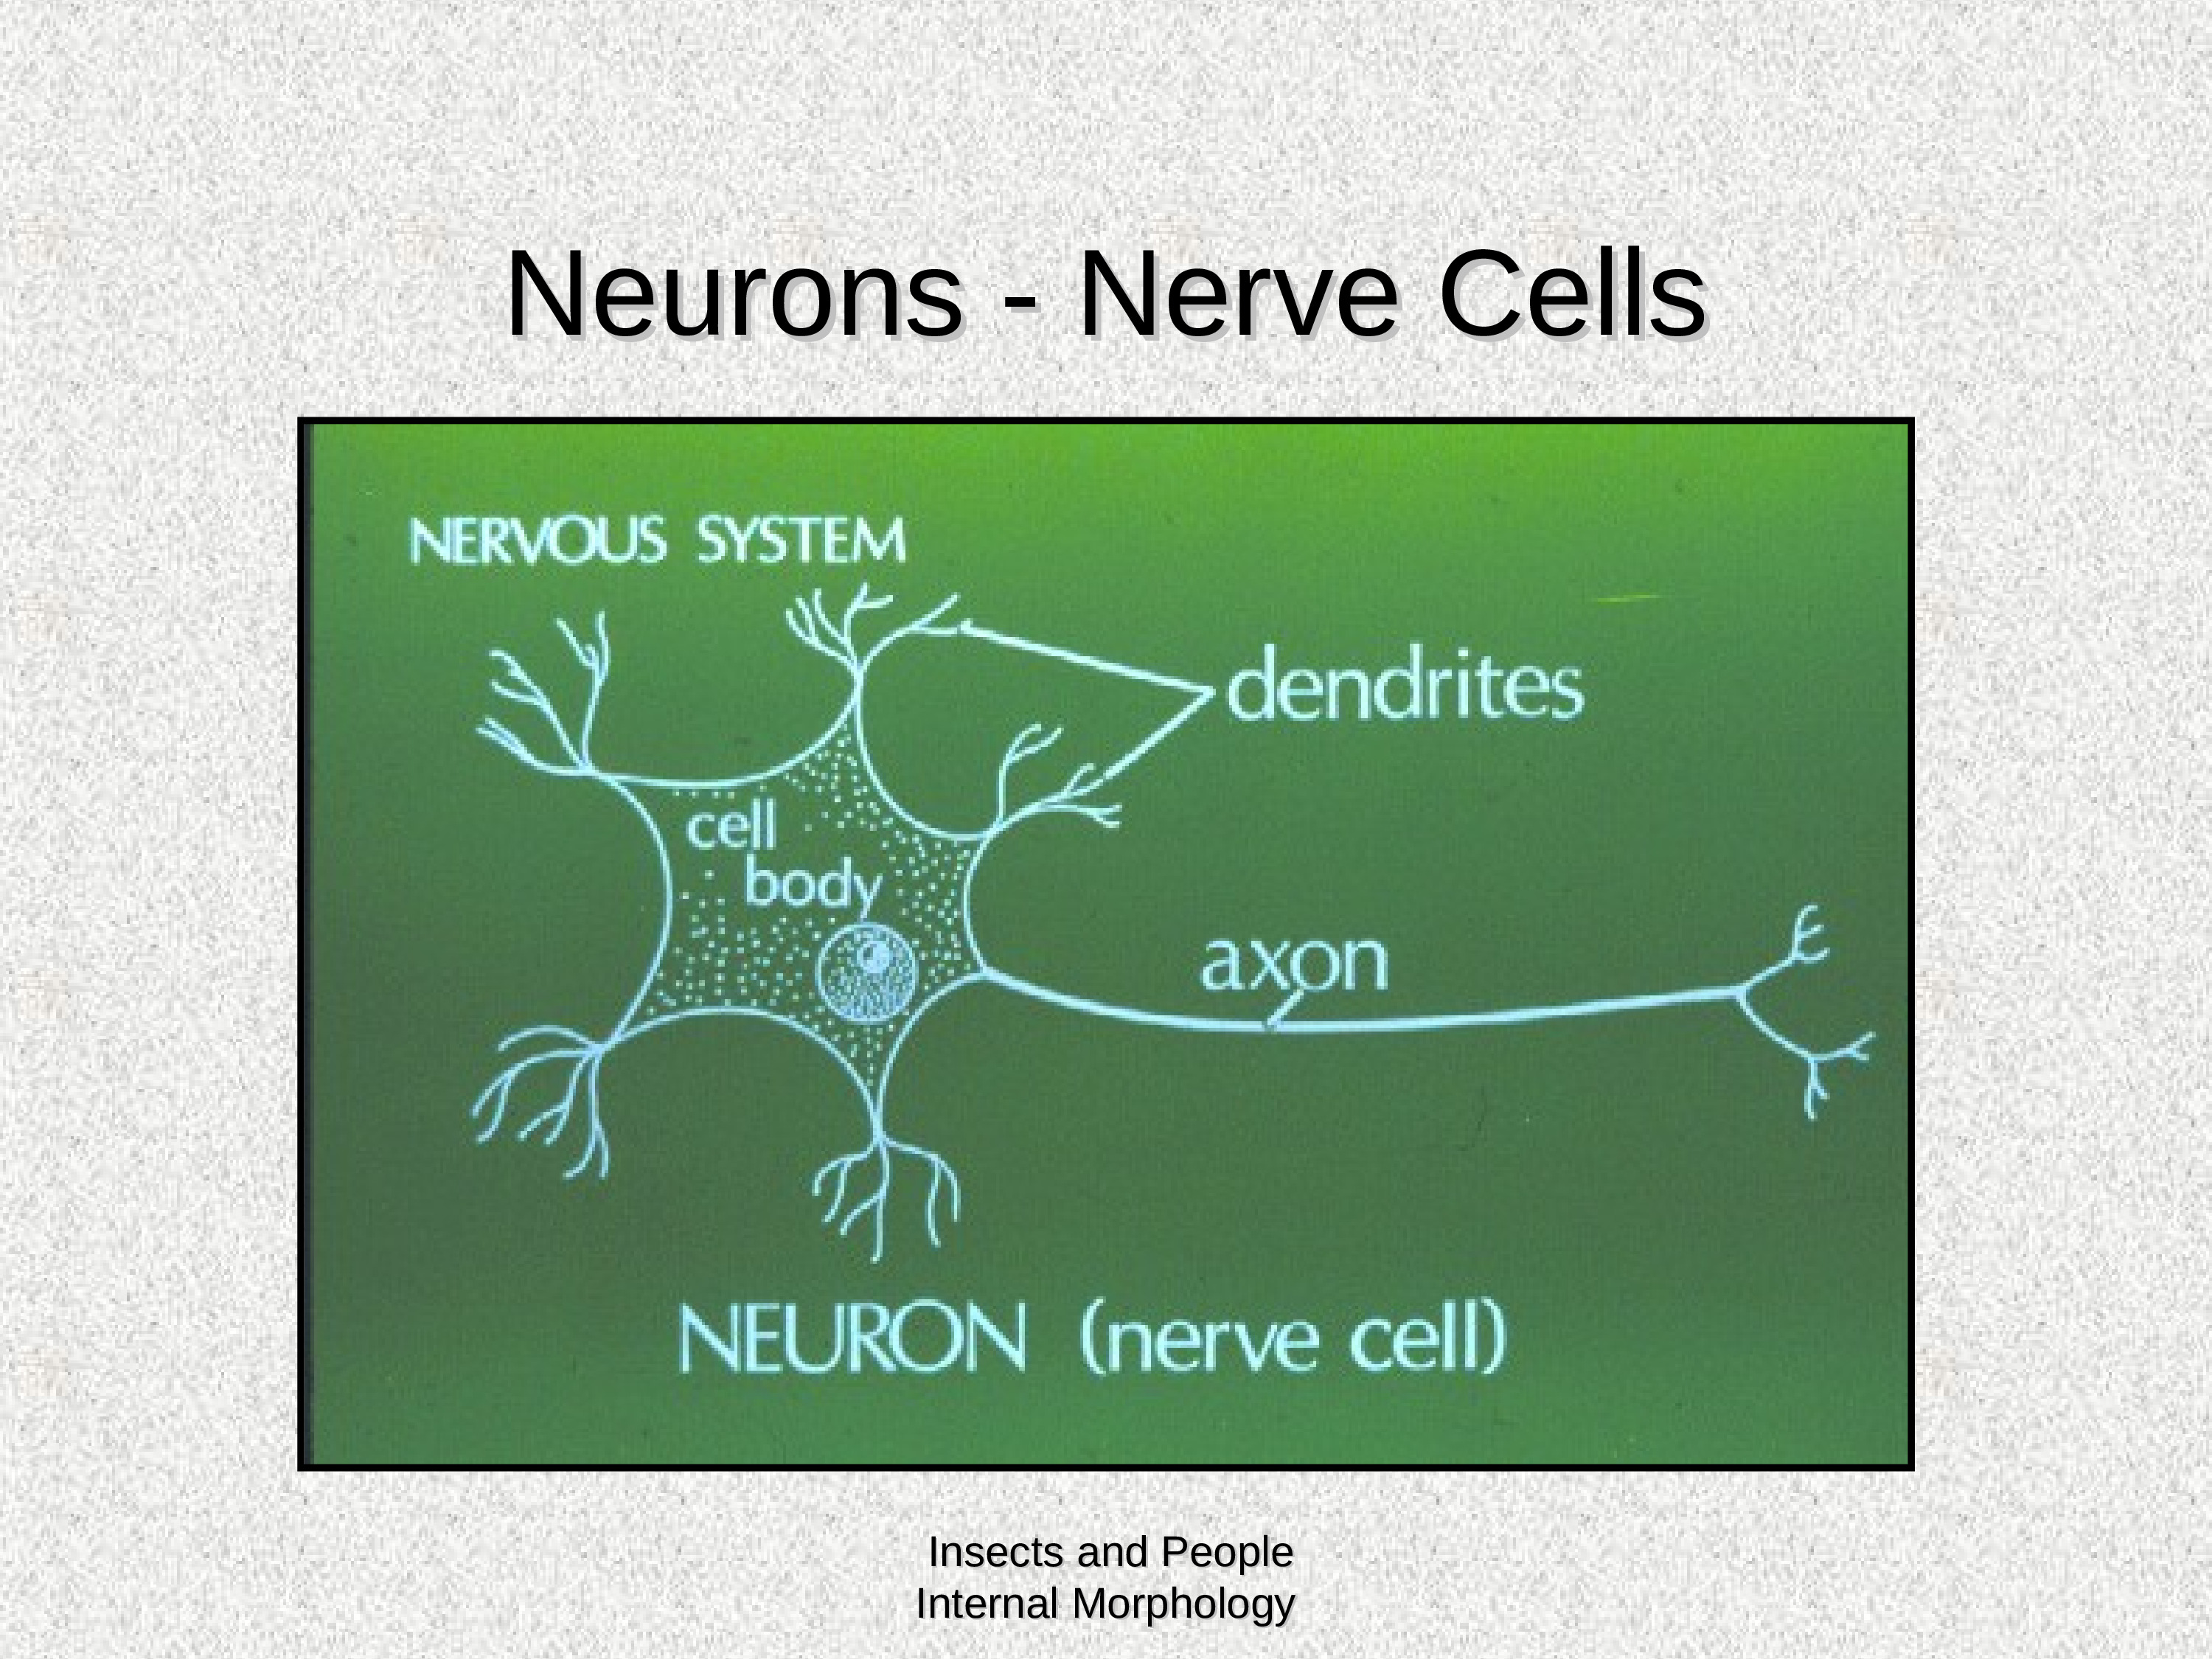 Neurons - Nerve Cells
NERVOUS SYSTEM
dendrites
cell
body
axon
NEURON (nerve cell)
Insects and People
Internal Morphology